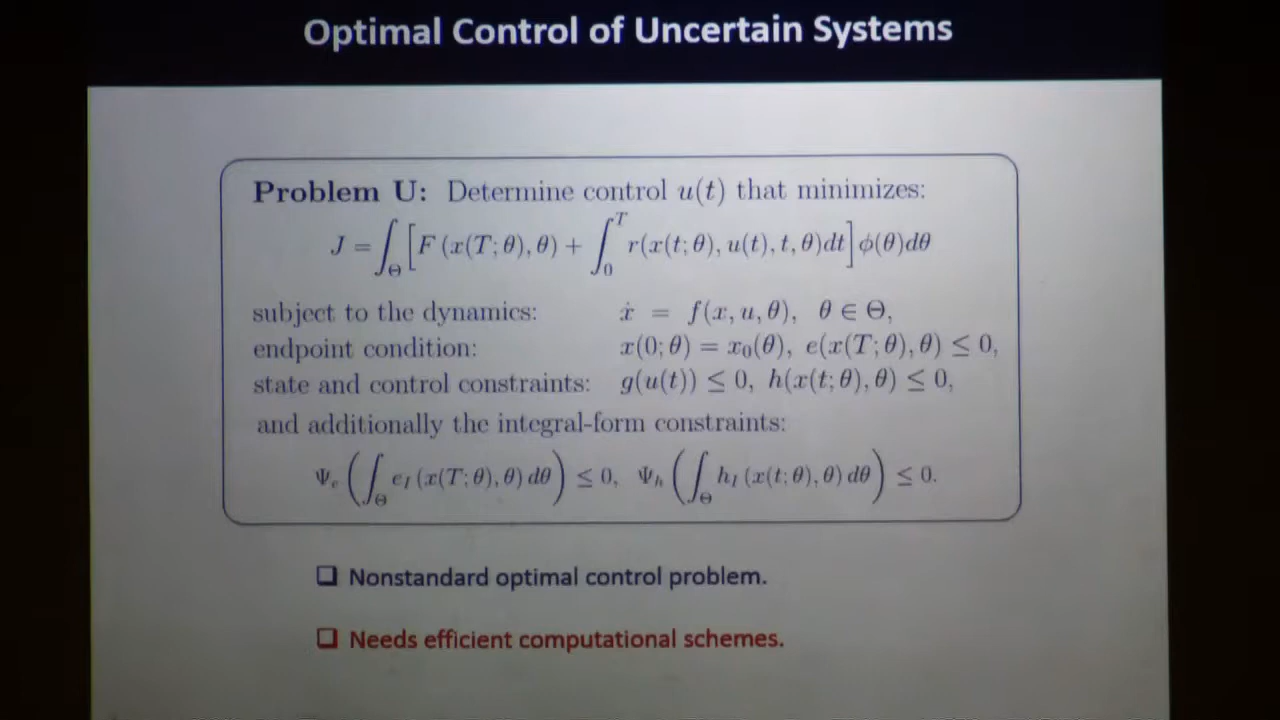 Optimal Control of Uncertain Systems
Problem U: Determine control u(t) that minimizes:
J = ∫_Θ [F (x(T; θ), θ) + ∫_0^T r(x(t; θ), u(t), t, θ)dt] ϕ(θ)dθ
subject to the dynamics: ẋ = f(x, u, θ), θ ∈ Θ,
endpoint condition: x(0; θ) = x₀(θ), e(x(T; θ), θ) ≤ 0,
state and control constraints: g(u(t)) ≤ 0, h(x(t; θ), θ) ≤ 0,
and additionally the integral-form constraints:
Ψ_e (∫_Θ e_I (x(T; θ), θ) dθ) ≤ 0, Ψ_h (∫_Θ h_I (x(t; θ), θ) dθ) ≤ 0.
❑ Nonstandard optimal control problem.
❑ Needs efficient computational schemes.